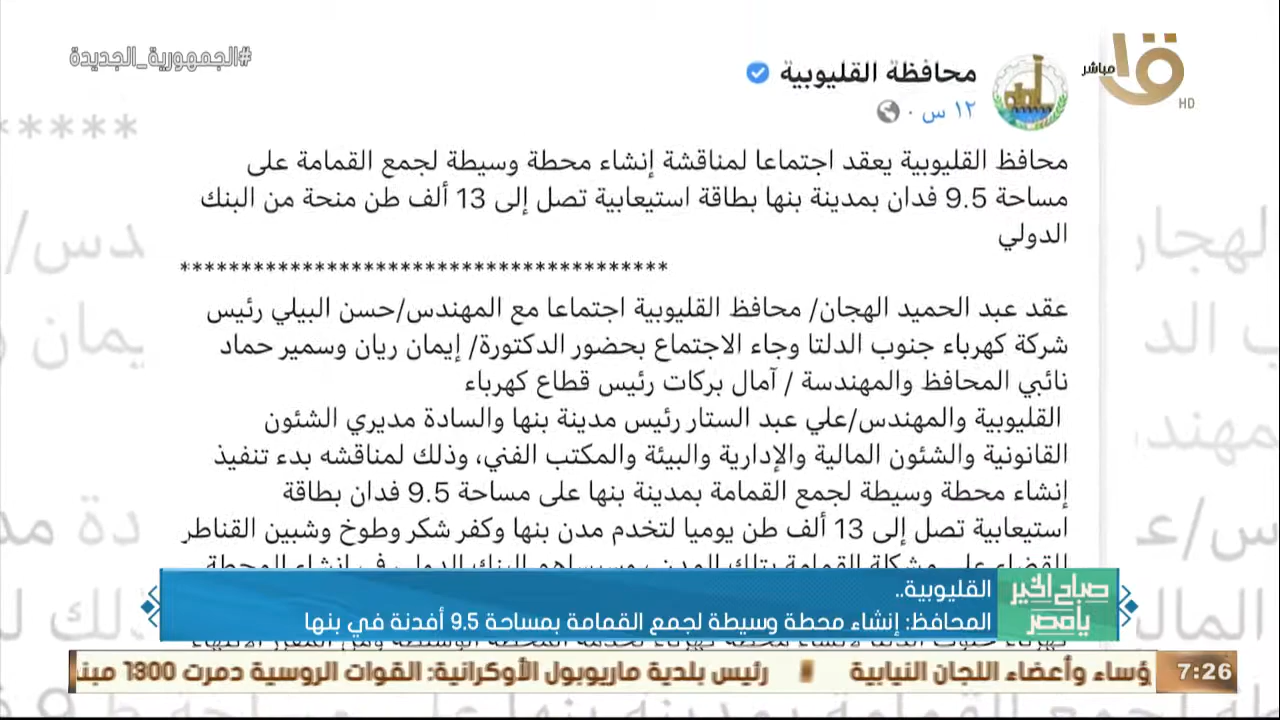 #الجمهورية_الجديدة
مباشر
HD
محافظة القليوبية
١٢ س ·
محافظ القليوبية يعقد اجتماعا لمناقشة إنشاء محطة وسيطة لجمع القمامة على
مساحة 9.5 فدان بمدينة بنها بطاقة استيعابية تصل إلى 13 ألف طن منحة من البنك
الدولي
****************************************
عقد عبد الحميد الهجان/ محافظ القليوبية اجتماعا مع المهندس/حسن البيلي رئيس
شركة كهرباء جنوب الدلتا وجاء الاجتماع بحضور الدكتورة/ إيمان ريان وسمير حماد
نائبي المحافظ والمهندسة / آمال بركات رئيس قطاع كهرباء
القليوبية والمهندس/علي عبد الستار رئيس مدينة بنها والسادة مديري الشئون
القانونية والشئون المالية والإدارية والبيئة والمكتب الفني، وذلك لمناقشه بدء تنفيذ
إنشاء محطة وسيطة لجمع القمامة بمدينة بنها على مساحة 9.5 فدان بطاقة
استيعابية تصل إلى 13 ألف طن يوميا لتخدم مدن بنها وكفر شكر وطوخ وشبين القناطر
القليوبية..
المحافظ: إنشاء محطة وسيطة لجمع القمامة بمساحة 9.5 أفدنة في بنها
صباح الخير
يا مصر
ؤساء وأعضاء اللجان النيابية
رئيس بلدية ماريوبول الأوكرانية: القوات الروسية دمرت 1300 مبنـ
7:26